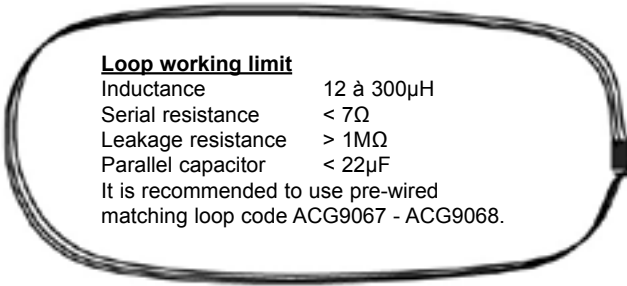 Loop working limit
Inductance 12 à 300µH
Serial resistance < 7Ω
Leakage resistance > 1MΩ
Parallel capacitor < 22µF
It is recommended to use pre-wired
matching loop code ACG9067 - ACG9068.